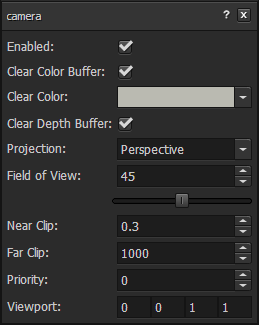 camera ? x
Enabled:
Clear Color Buffer:
Clear Color:
Clear Depth Buffer:
Projection: Perspective
Field of View: 45
Near Clip: 0.3
Far Clip: 1000
Priority: 0
Viewport: 0 0 1 1